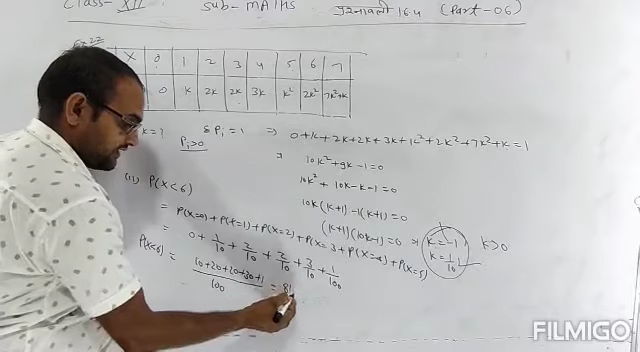 Class- XII Sub- MATHS प्रश्नावली 16.4 (Part-06)
X 0 1 2 3 4 5 6 7
0 k 2k 2k 3k k² 2k² 7k²+k
k=? ΣPᵢ=1 ⇒ 0+k+2k+2k+3k+k²+2k²+7k²+k=1
Pᵢ>0
⇒ 10k²+9k-1=0
10k²+10k-k-1=0
10k(k+1)-1(k+1)=0
(k+1)(10k-1)=0 ⇒ k=-1, k>0
k=1/10
(ii) P(X<6)
= P(X=0)+P(X=1)+P(X=2)+P(X=3+P(X=4)+P(X=5)
= 0+1/10+2/10+2/10+3/10+1/100
P(X<6) = 10+20+20+30+1/100 = 81
FILMIGO